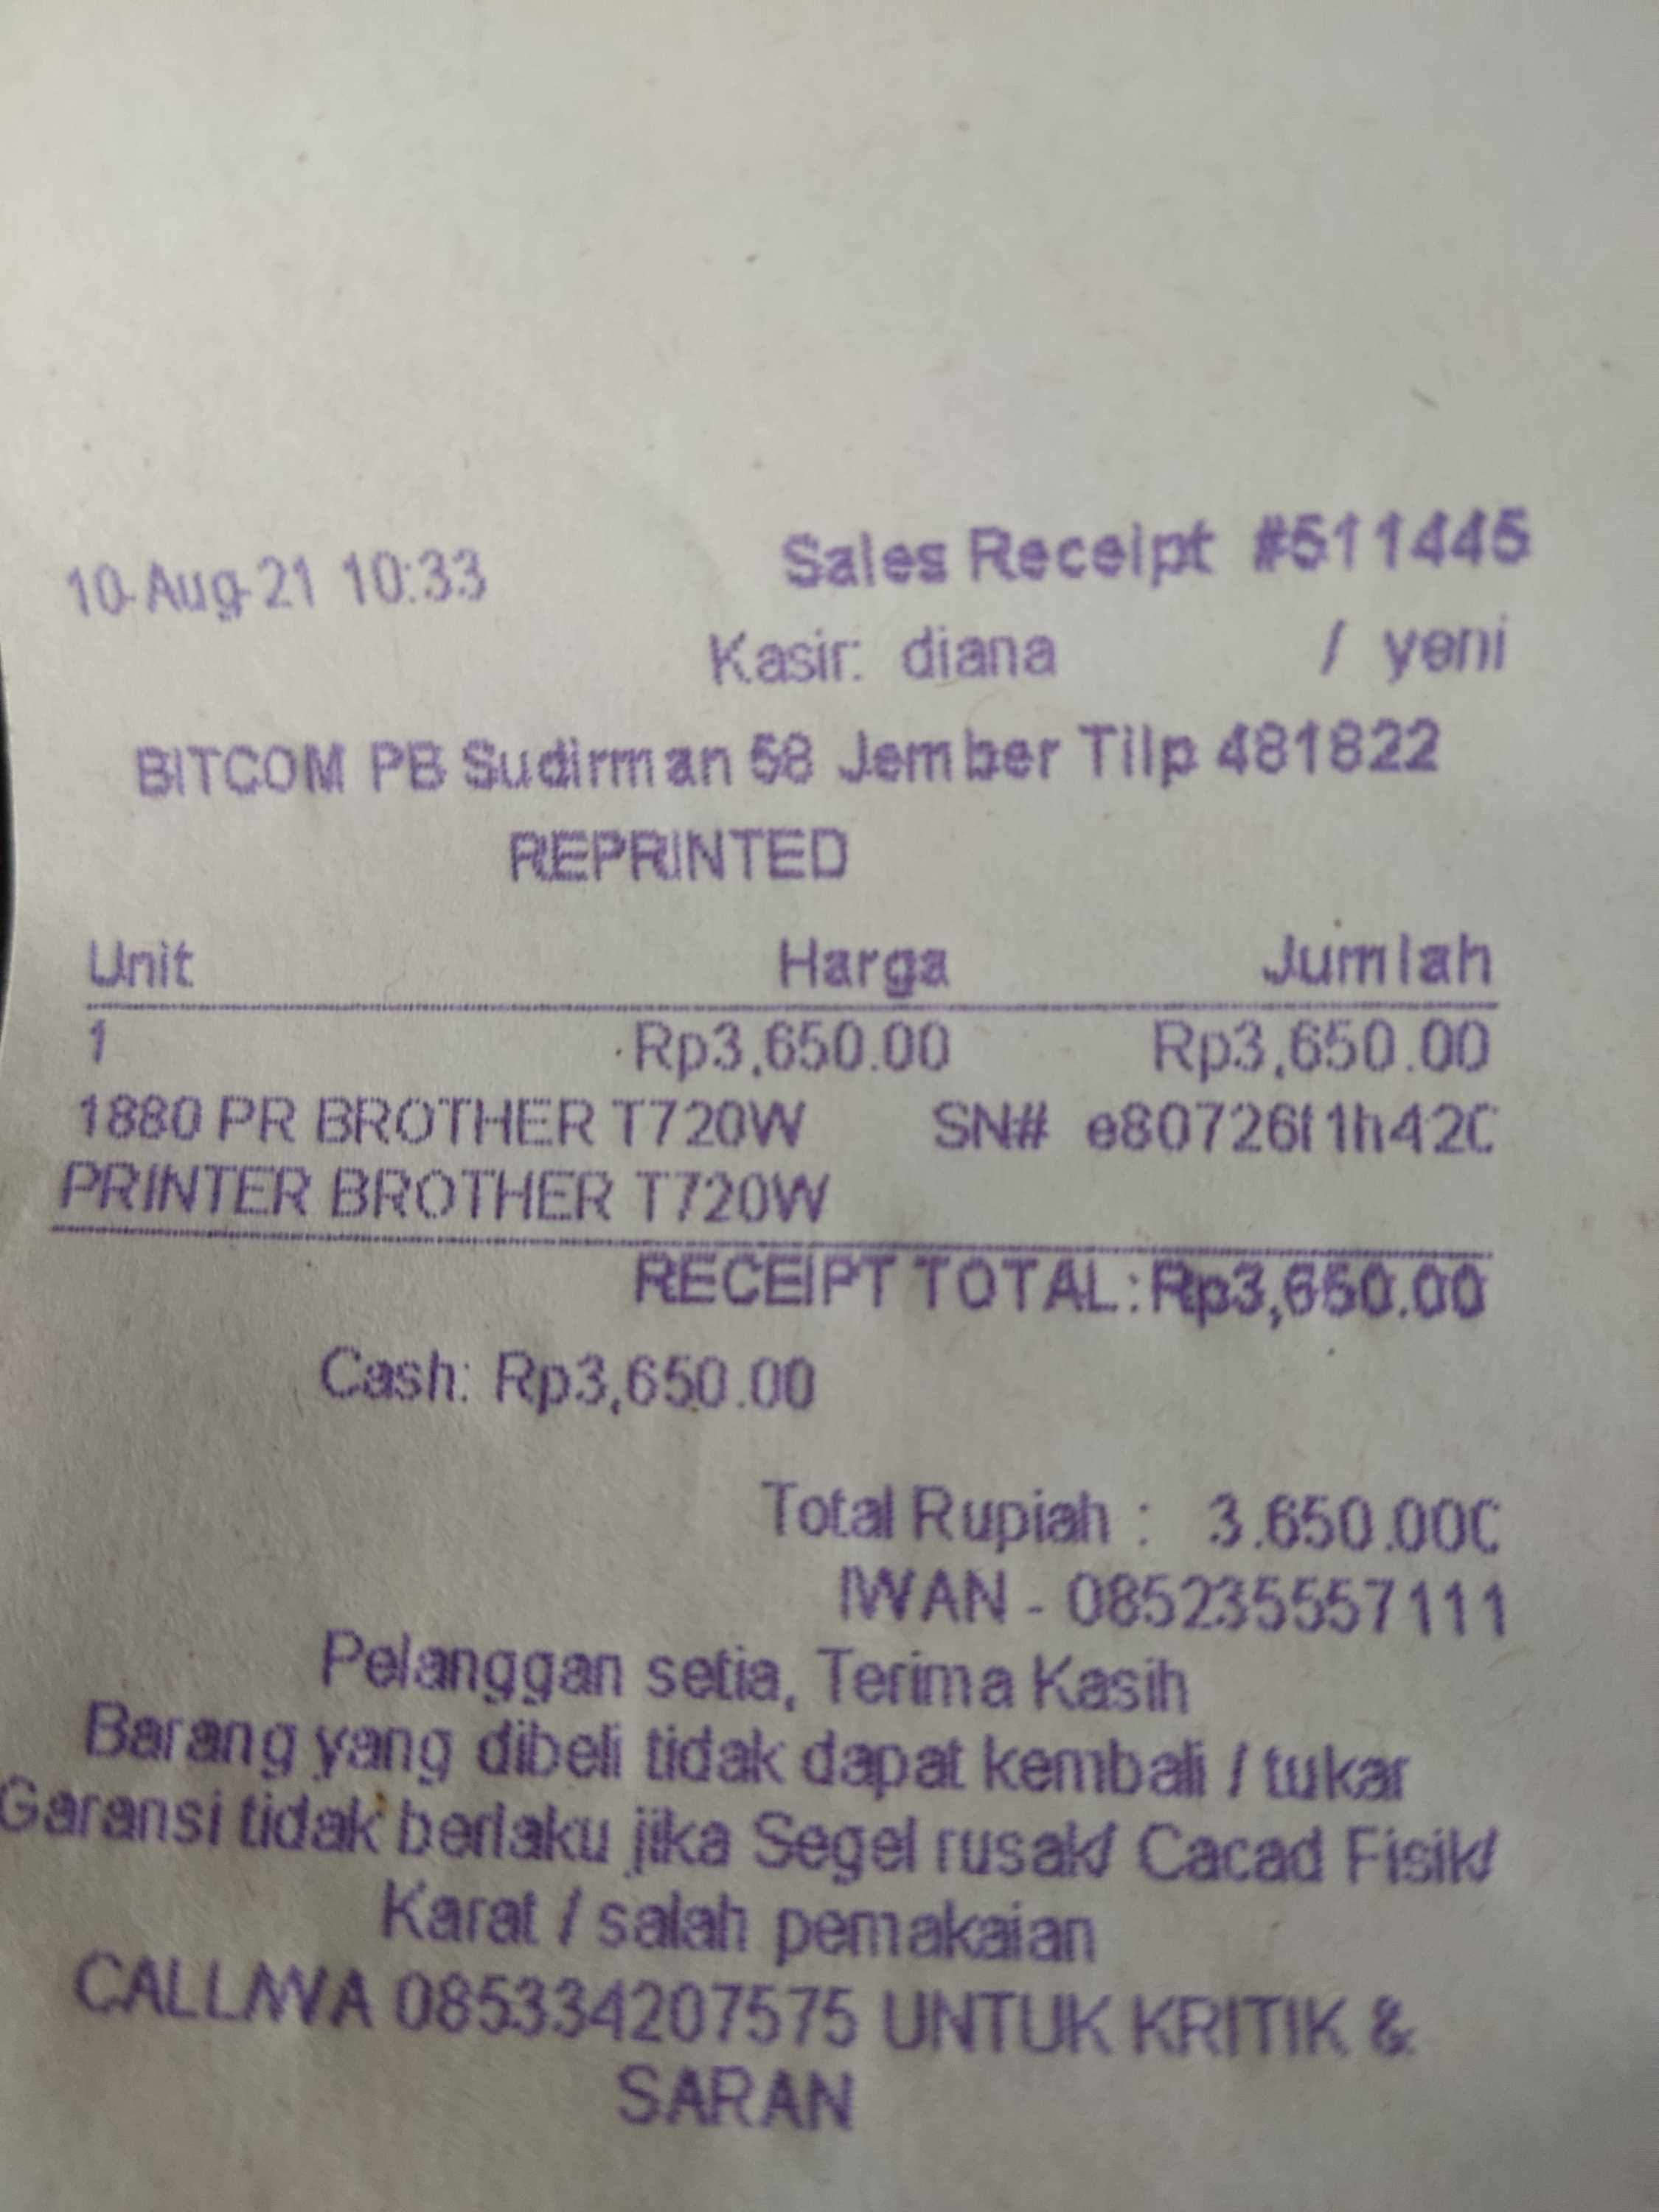 10-Aug-21 10:33 Sales Receipt #511445
Kasir: diana / yeni
BITCOM PB Sudirman 58 Jember Tilp 481822
REPRINTED
Unit Harga Jumlah
1 Rp3,650.00 Rp3,650.00
1880 PR BROTHER T720W SN# e80726f1h420
PRINTER BROTHER T720W
RECEIPT TOTAL: Rp3,650.00
Cash: Rp3,650.00
Total Rupiah : 3.650.000
IWAN - 085235557111
Pelanggan setia, Terima Kasih
Barang yang dibeli tidak dapat kembali / tukar
Garansi tidak berlaku jika Segel rusak/ Cacad Fisik/
Karat / salah pemakaian
CALL/WA 085334207575 UNTUK KRITIK &
SARAN